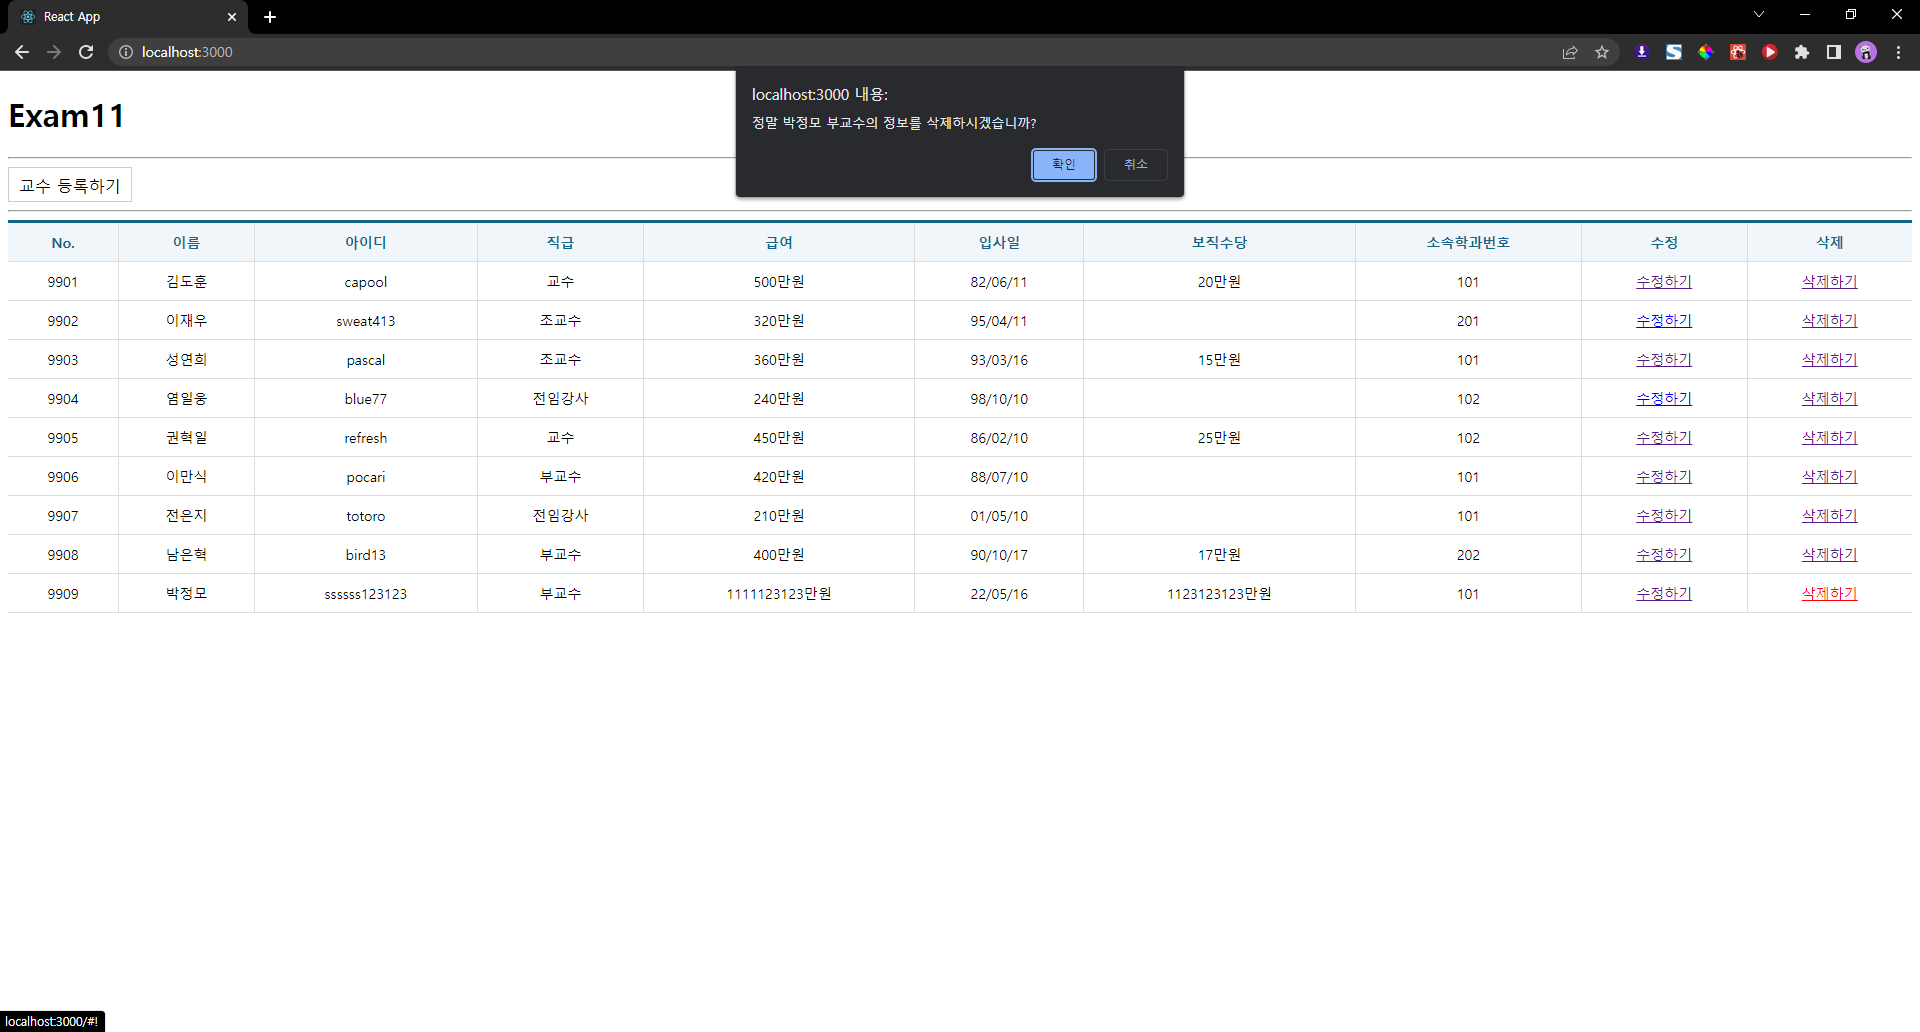 React App
localhost:3000
localhost:3000 내용:
정말 박정모 부교수의 정보를 삭제하시겠습니까?
확인 취소
Exam11
교수 등록하기
No. 이름 아이디 직급 급여 입사일 보직수당 소속학과번호 수정 삭제
9901 김도훈 capool 교수 500만원 82/06/11 20만원 101 수정하기 삭제하기
9902 이재우 sweat413 조교수 320만원 95/04/11 201 수정하기 삭제하기
9903 성연희 pascal 조교수 360만원 93/03/16 15만원 101 수정하기 삭제하기
9904 염일웅 blue77 전임강사 240만원 98/10/10 102 수정하기 삭제하기
9905 권혁일 refresh 교수 450만원 86/02/10 25만원 102 수정하기 삭제하기
9906 이만식 pocari 부교수 420만원 88/07/10 101 수정하기 삭제하기
9907 전은지 totoro 전임강사 210만원 01/05/10 101 수정하기 삭제하기
9908 남은혁 bird13 부교수 400만원 90/10/17 17만원 202 수정하기 삭제하기
9909 박정모 ssssss123123 부교수 1111123123만원 22/05/16 1123123123만원 101 수정하기 삭제하기
localhost:3000/#!